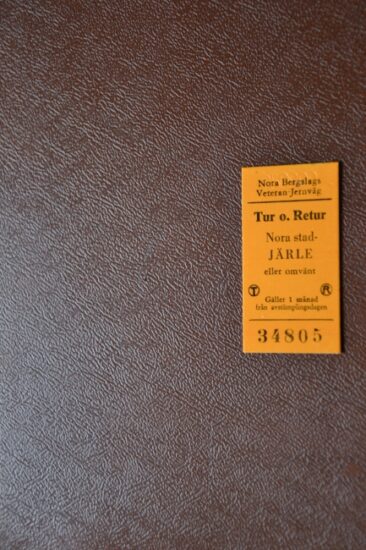 Nora Bergslags
Veteran-Jernväg
Tur o. Retur
Nora stad-
JÄRLE
eller omvänt
T R
Gäller 1 månad
från avstämplingsdagen
34805